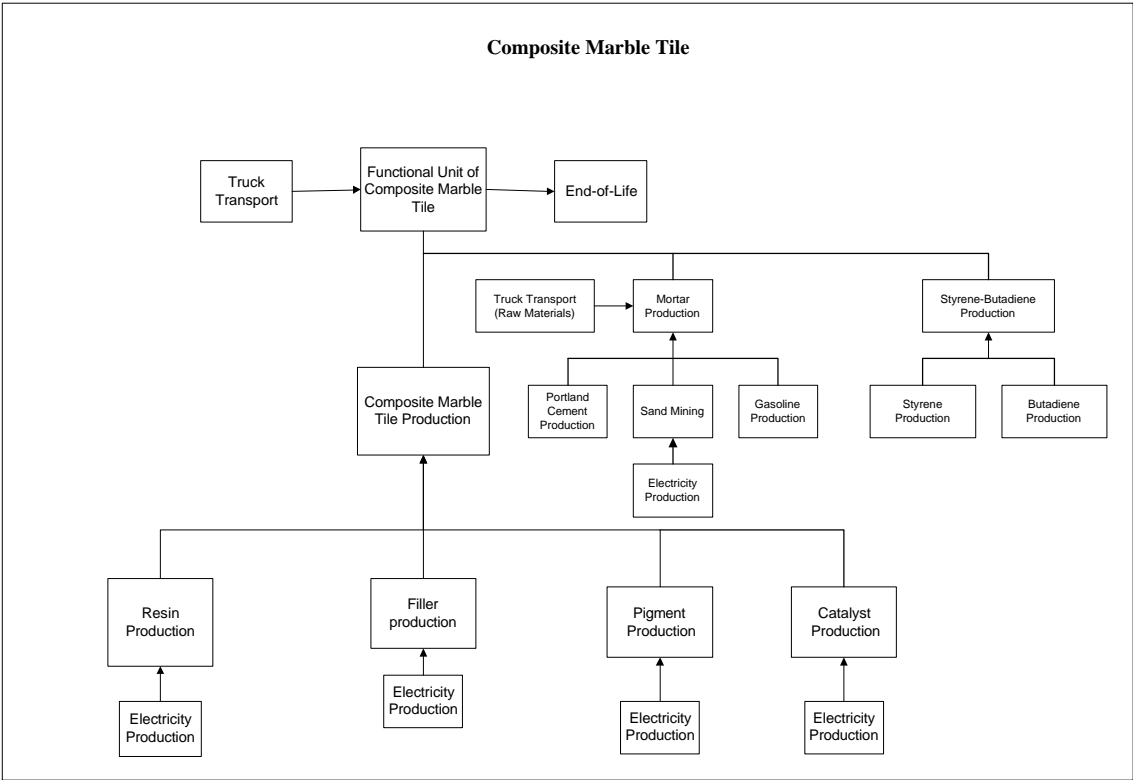 Composite Marble Tile
Truck
Transport
Functional Unit of
Composite Marble
Tile
End-of-Life
Truck Transport
(Raw Materials)
Mortar
Production
Styrene-Butadiene
Production
Composite Marble
Tile Production
Portland
Cement
Production
Sand Mining
Gasoline
Production
Styrene
Production
Butadiene
Production
Electricity
Production
Resin
Production
Filler
production
Pigment
Production
Catalyst
Production
Electricity
Production
Electricity
Production
Electricity
Production
Electricity
Production